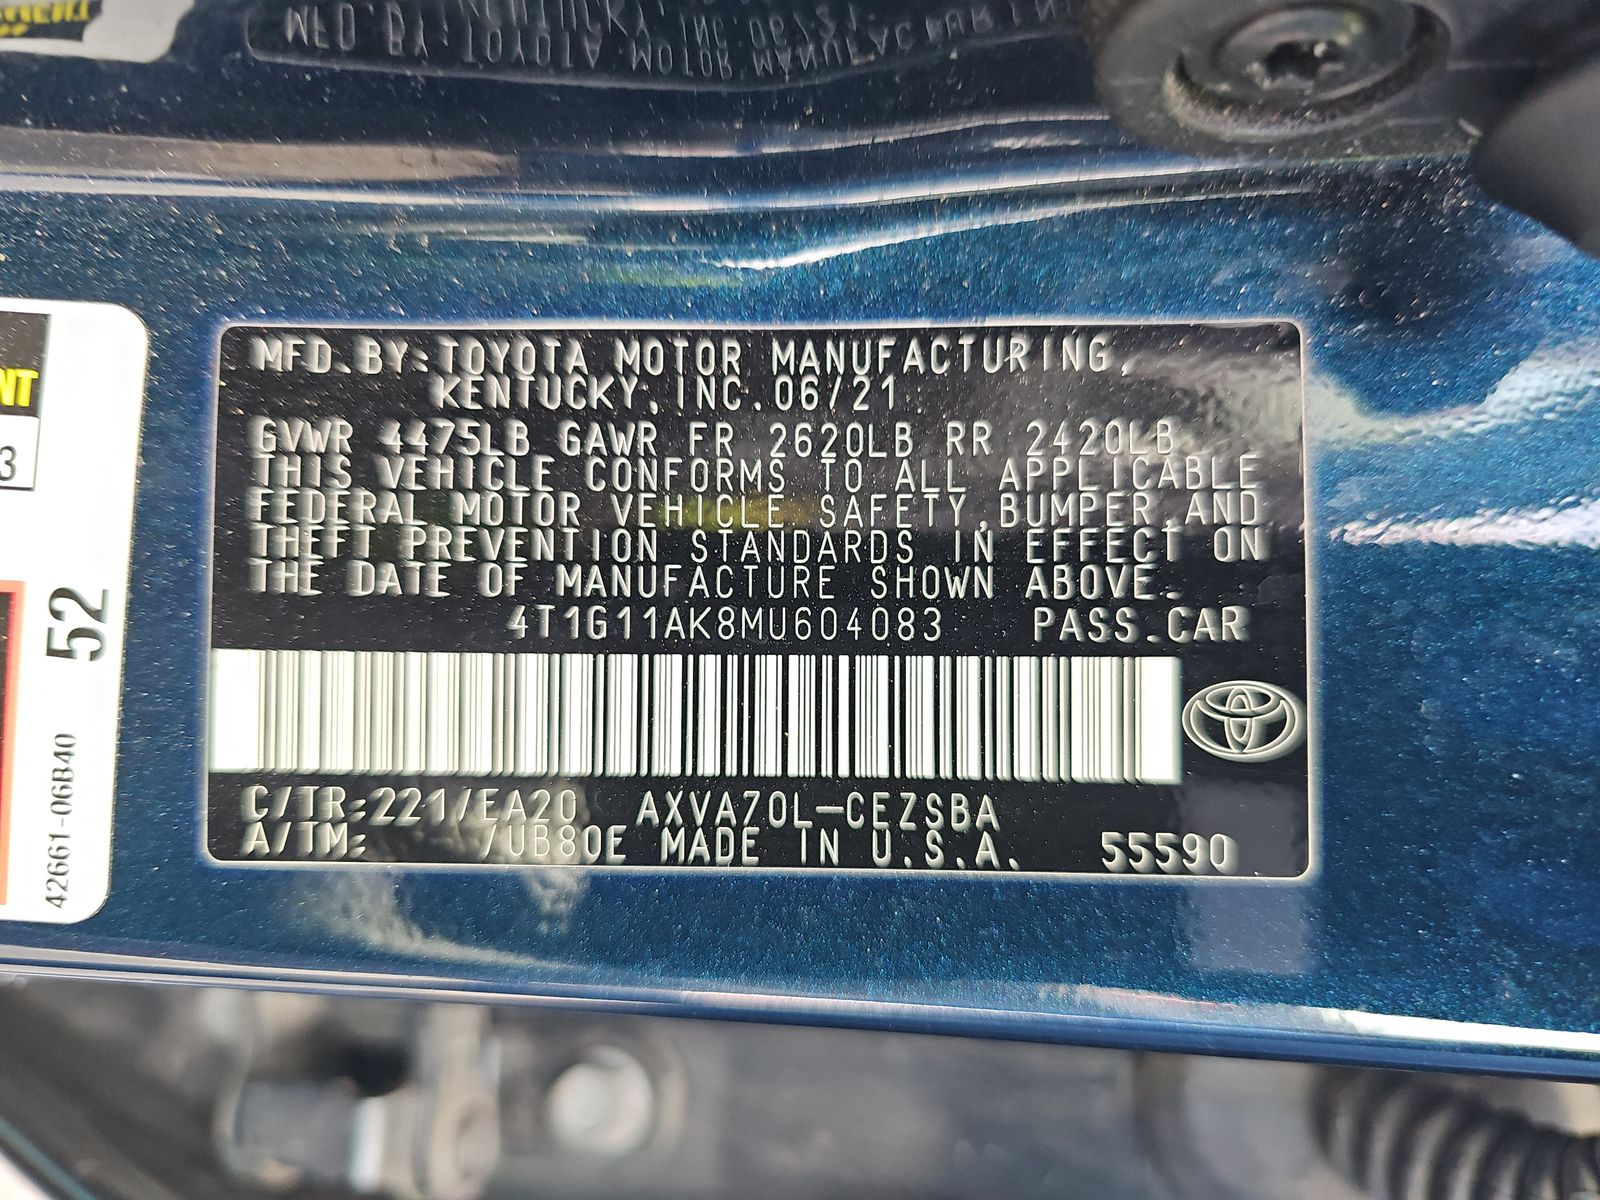 MFD.BY:TOYOTA MOTOR MANUFACTURING,
KENTUCKY,INC.06/21
GVWR 4475LB GAWR FR 2620LB RR 2420LB
THIS VEHICLE CONFORMS TO ALL APPLICABLE
FEDERAL MOTOR VEHICLE SAFETY,BUMPER,AND
THEFT PREVENTION STANDARDS IN EFFECT ON
THE DATE OF MANUFACTURE SHOWN ABOVE.
4T1G11AK8MU604083 PASS.CAR
C/TR:221/EA20 AXVA70L-CEZSBA
A/TM: /UB80E MADE IN U.S.A. 55590
NT
3
52
42661-06B40